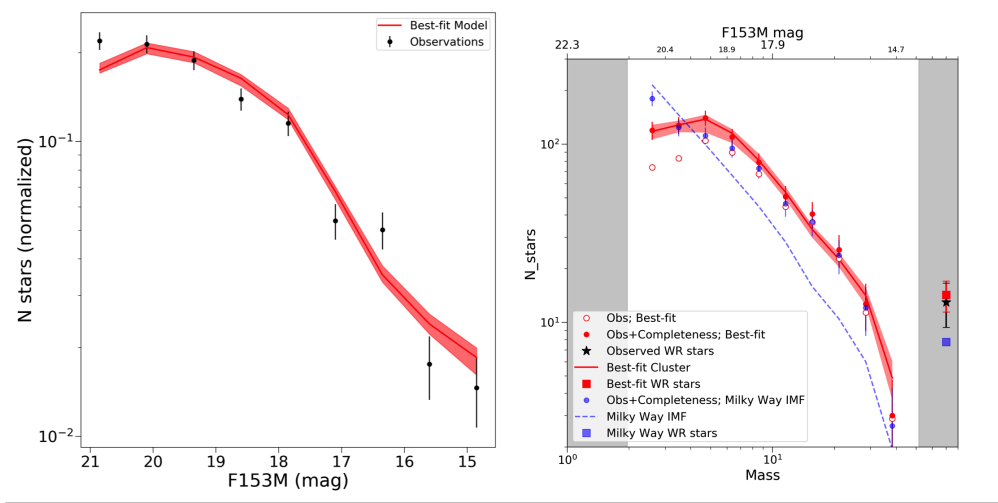 Best-fit Model
Observations
N stars (normalized)
10⁻¹
10⁻²
21
20
19
18
17
16
15
F153M (mag)
F153M mag
22.3
20.4
18.9
17.9
14.7
N_stars
10²
10¹
Obs; Best-fit
Obs+Completeness; Best-fit
Observed WR stars
Best-fit Cluster
Best-fit WR stars
Obs+Completeness; Milky Way IMF
Milky Way IMF
Milky Way WR stars
10⁰
10¹
Mass